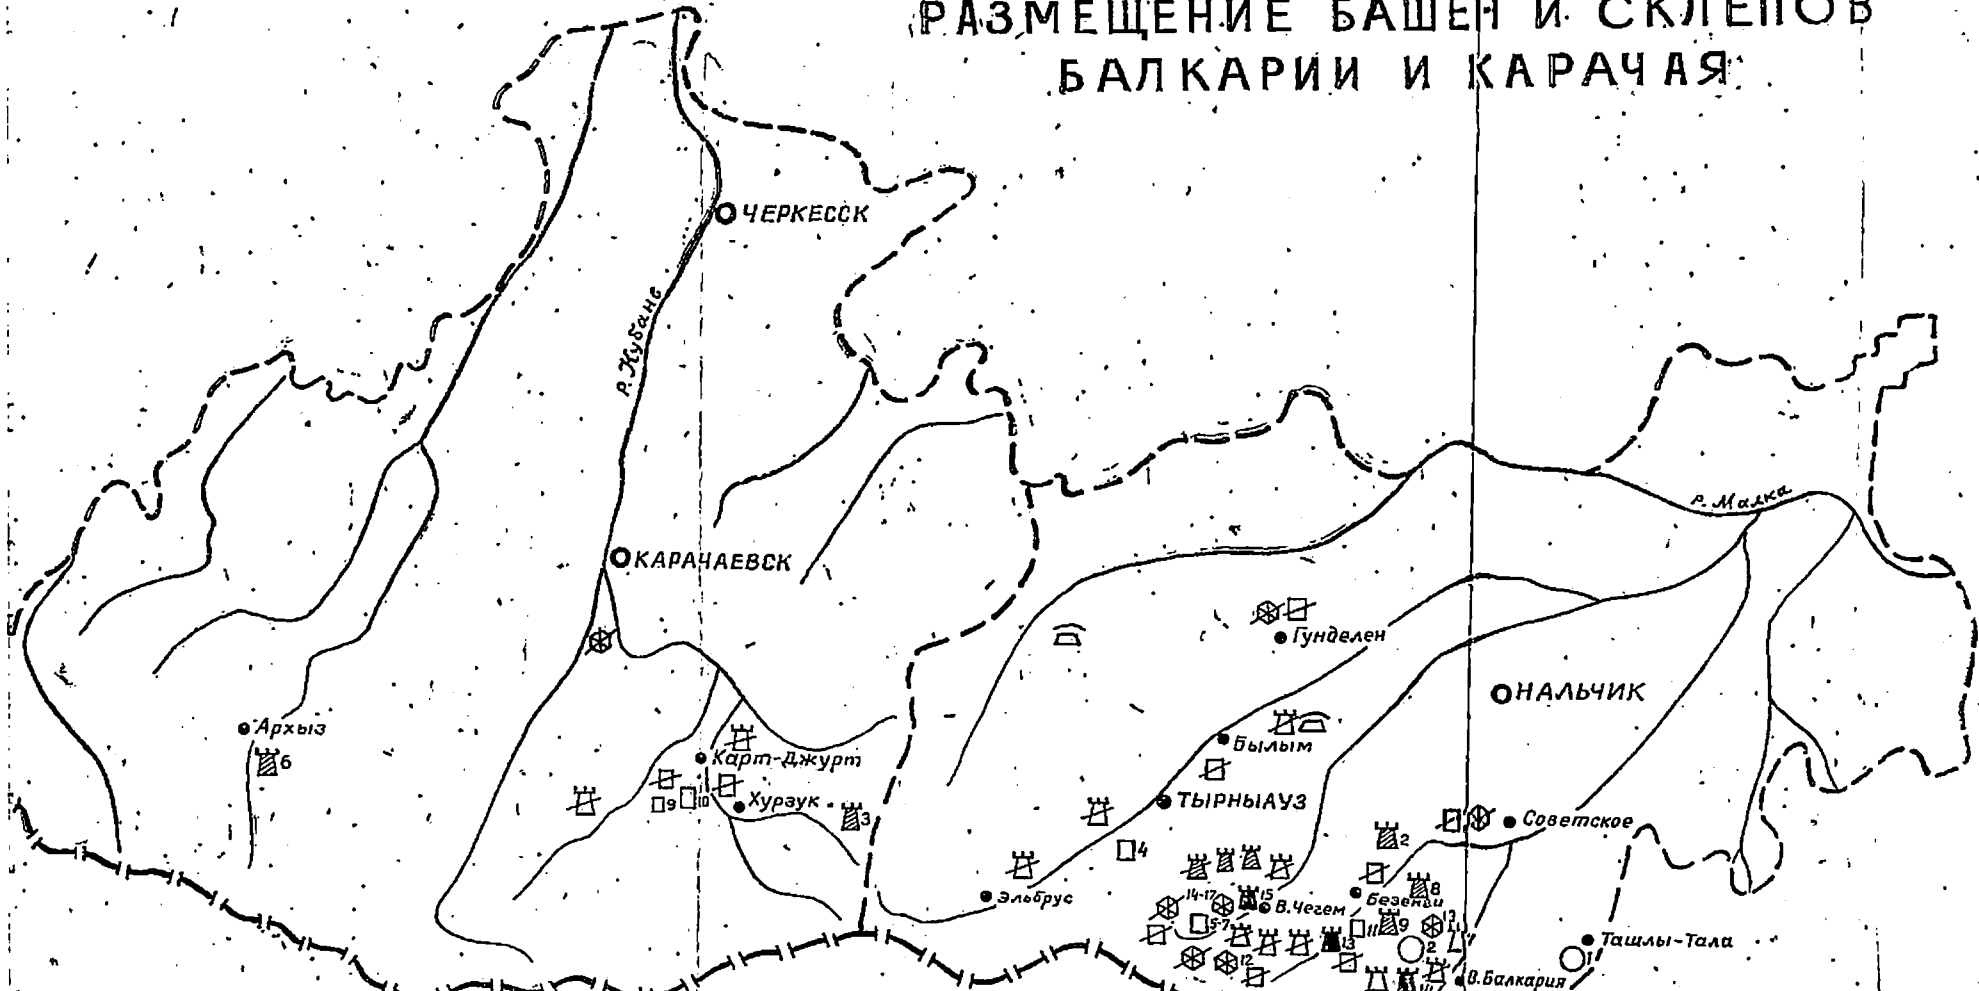 РАЗМЕЩЕНИЕ БАШЕН И СКЛЕПОВ
БАЛКАРИИ И КАРАЧАЯ
ЧЕРКЕССК
р. Кубань
р. Малка
КАРАЧАЕВСК
Гунделен
НАЛЬЧИК
Архыз
6
Былым
Карт-Джурт
9
10
Хурзук
3
ТЫРНЫАУЗ
Советское
2
4
Эльбрус
14-17
15
В.Чегем
Безенги
8
5-7
11
9
13
13
2
7
Ташлы-Тала
1
12
В.Балкария